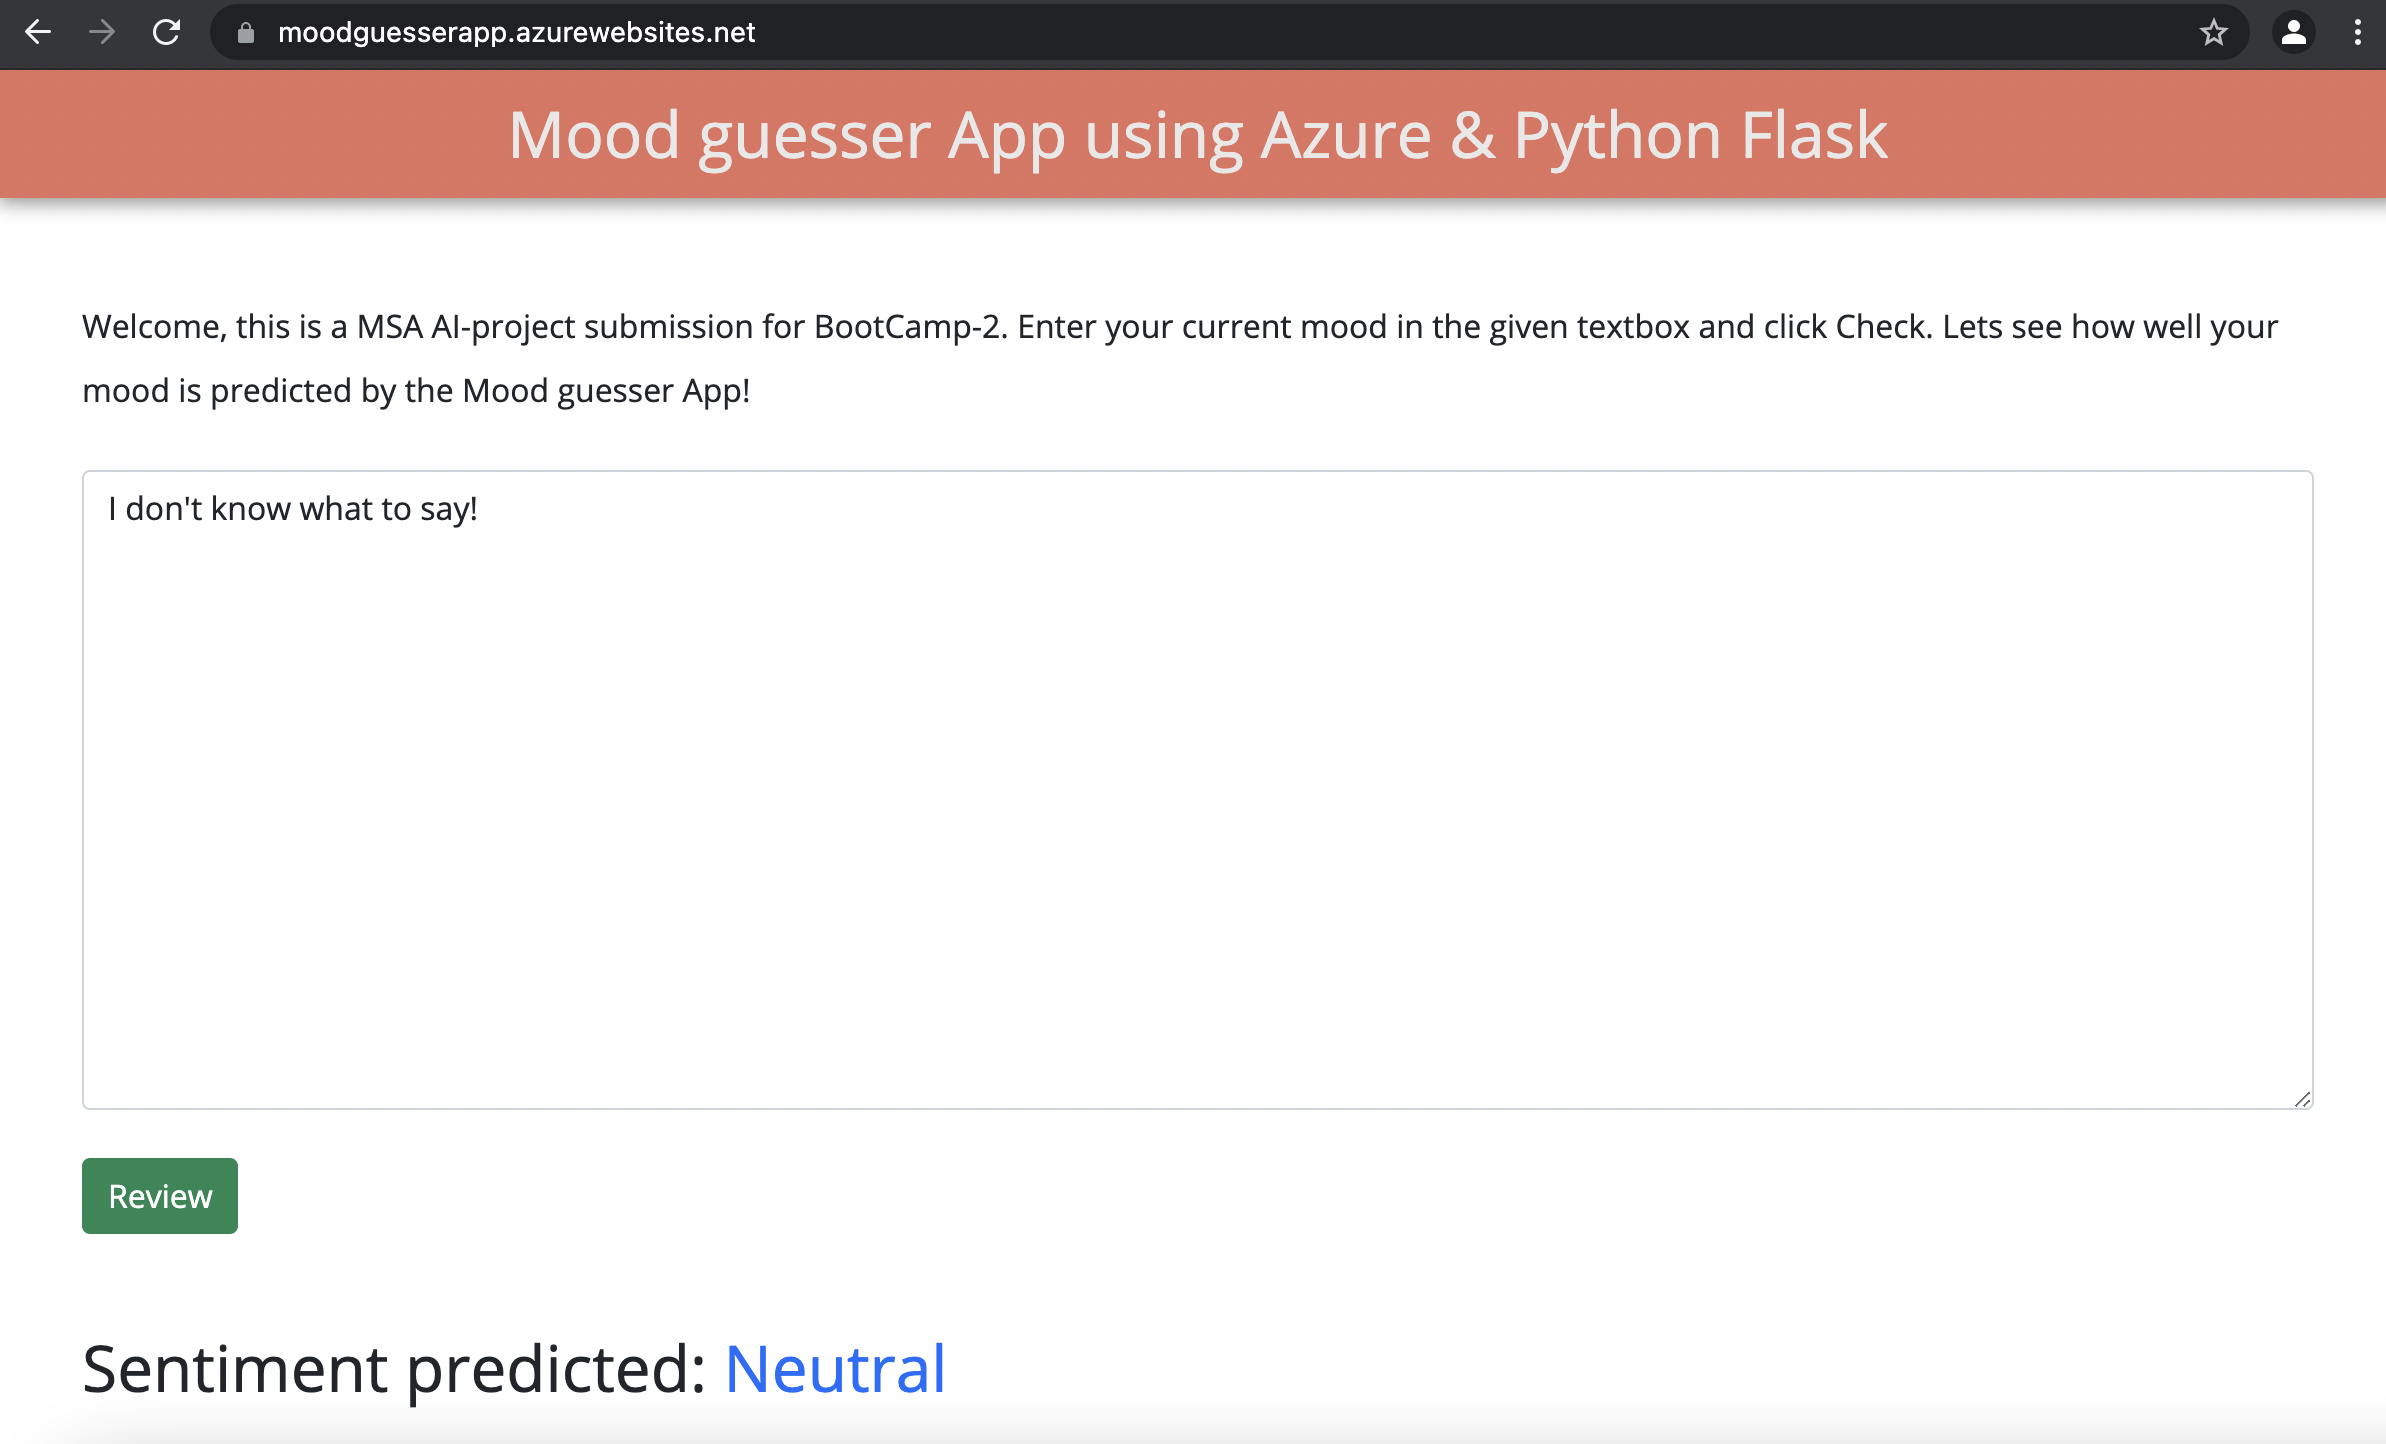 moodguesserapp.azurewebsites.net
Mood guesser App using Azure & Python Flask
Welcome, this is a MSA AI-project submission for BootCamp-2. Enter your current mood in the given textbox and click Check. Lets see how well your
mood is predicted by the Mood guesser App!
I don't know what to say!
Review
Sentiment predicted: Neutral